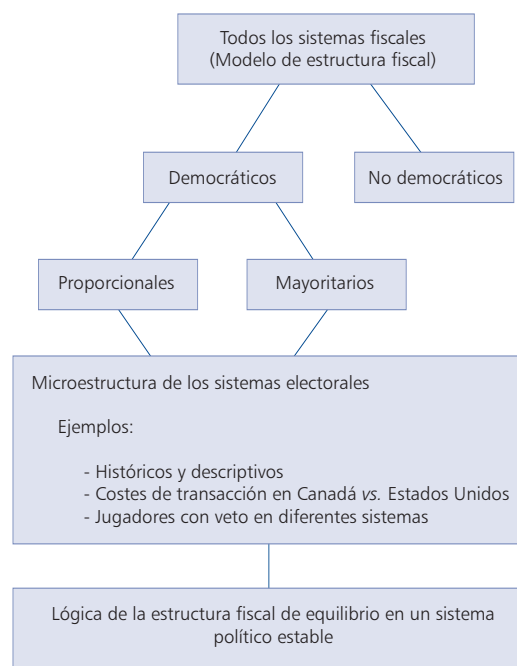 Todos los sistemas fiscales
(Modelo de estructura fiscal)
Democráticos
No democráticos
Proporcionales
Mayoritarios
Microestructura de los sistemas electorales
Ejemplos:
- Históricos y descriptivos
- Costes de transacción en Canadá vs. Estados Unidos
- Jugadores con veto en diferentes sistemas
Lógica de la estructura fiscal de equilibrio en un sistema
político estable